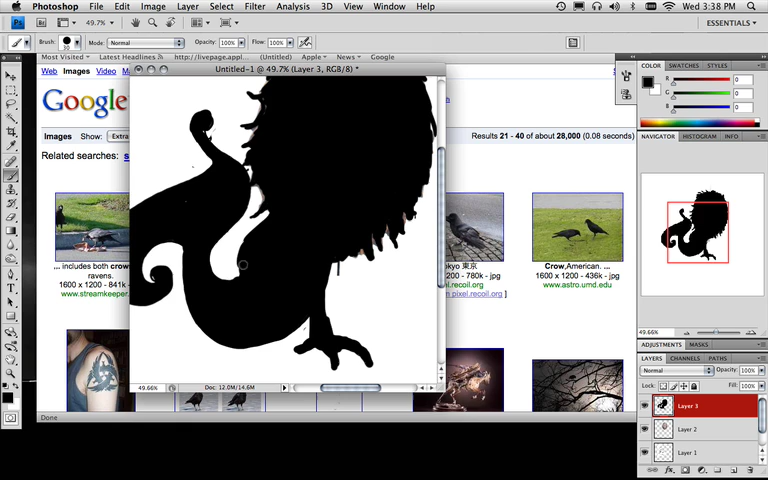 Photoshop File Edit Image Layer Select Filter Analysis 3D View Window Help Wed 3:38 PM
49.7% ESSENTIALS
Brush: 30 Mode: Normal Opacity: 100% Flow: 100%
Most Visited Latest Headlines http://livepage.appl... (Untitled) Apple News Google
Untitled-1 @ 49.7% (Layer 3, RGB/8) *
Web Images Video
Google
Images Show: Extra
Results 21 - 40 of about 28,000 (0.08 seconds)
Related searches:
... includes both crow
ravens.
1600 x 1200 - 841k
www.streamkeeper.
kyo 東京
0 - 780k - jpg
l.recoil.org
pixel.recoil.org ]
Crow,American. ...
1600 x 1200 - 436k - jpg
www.astro.umd.edu
49.66% Doc: 12.0M/14.6M
Done
COLOR SWATCHES STYLES
R 0
G 0
B 0
NAVIGATOR HISTOGRAM INFO
49.66%
ADJUSTMENTS MASKS
LAYERS CHANNELS PATHS
Normal Opacity: 100%
Lock: Fill: 100%
Layer 3
Layer 2
Layer 1